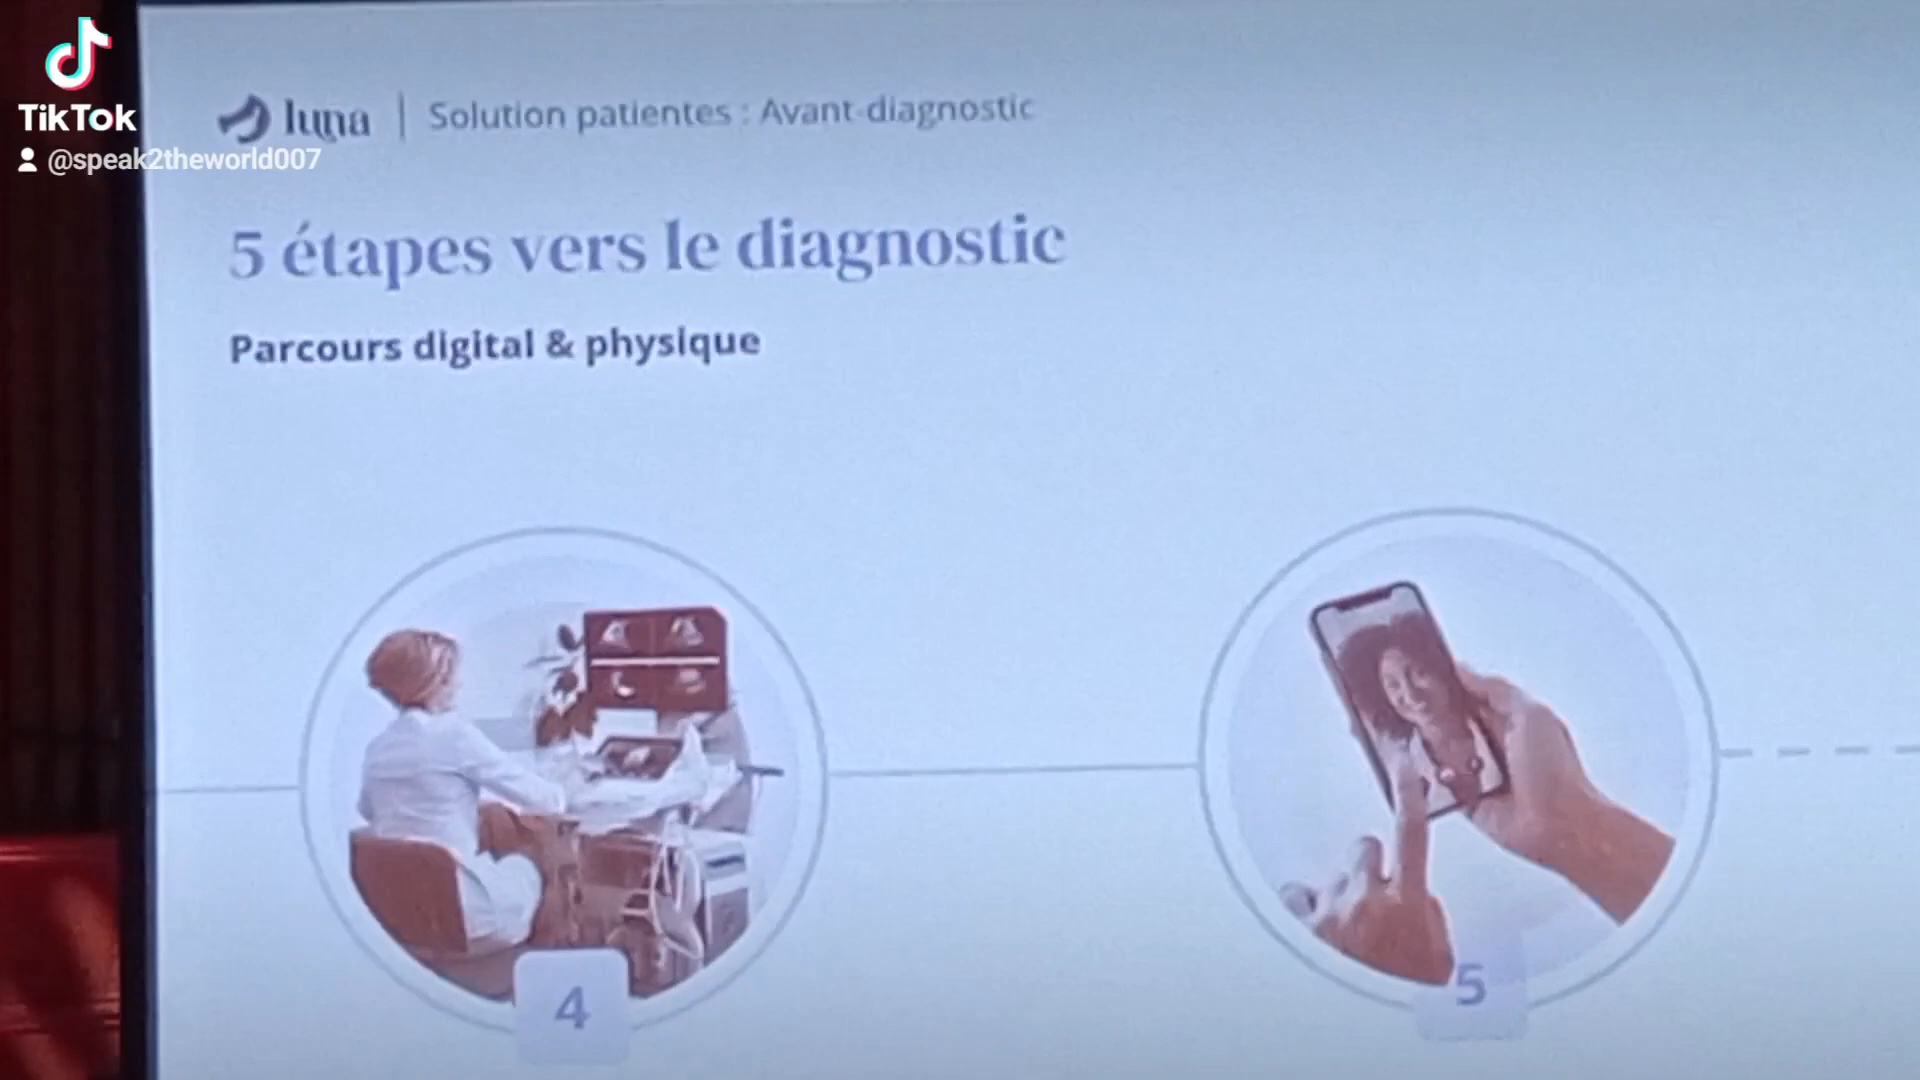 TikTok
@speak2theworld007
luna | Solution patientes : Avant-diagnostic
5 étapes vers le diagnostic
Parcours digital & physique
4
5